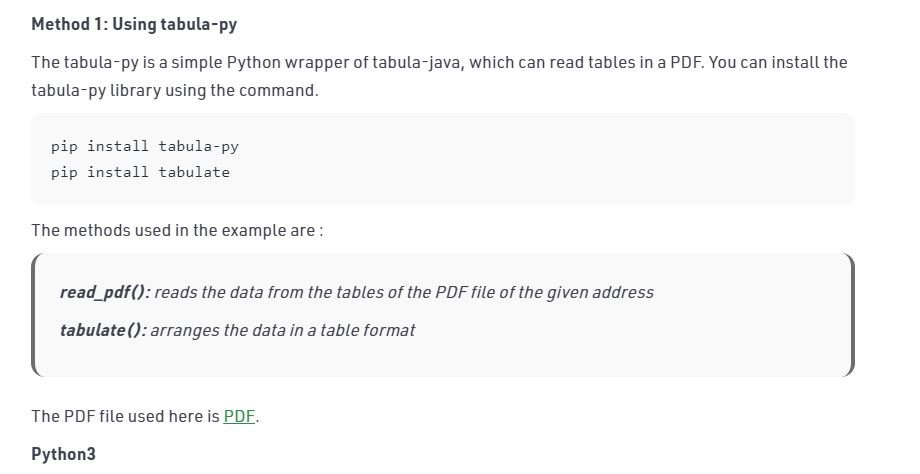 Method 1: Using tabula-py
The tabula-py is a simple Python wrapper of tabula-java, which can read tables in a PDF. You can install the
tabula-py library using the command.
pip install tabula-py
pip install tabulate
The methods used in the example are :
read_pdf(): reads the data from the tables of the PDF file of the given address
tabulate(): arranges the data in a table format
The PDF file used here is PDF.
Python3